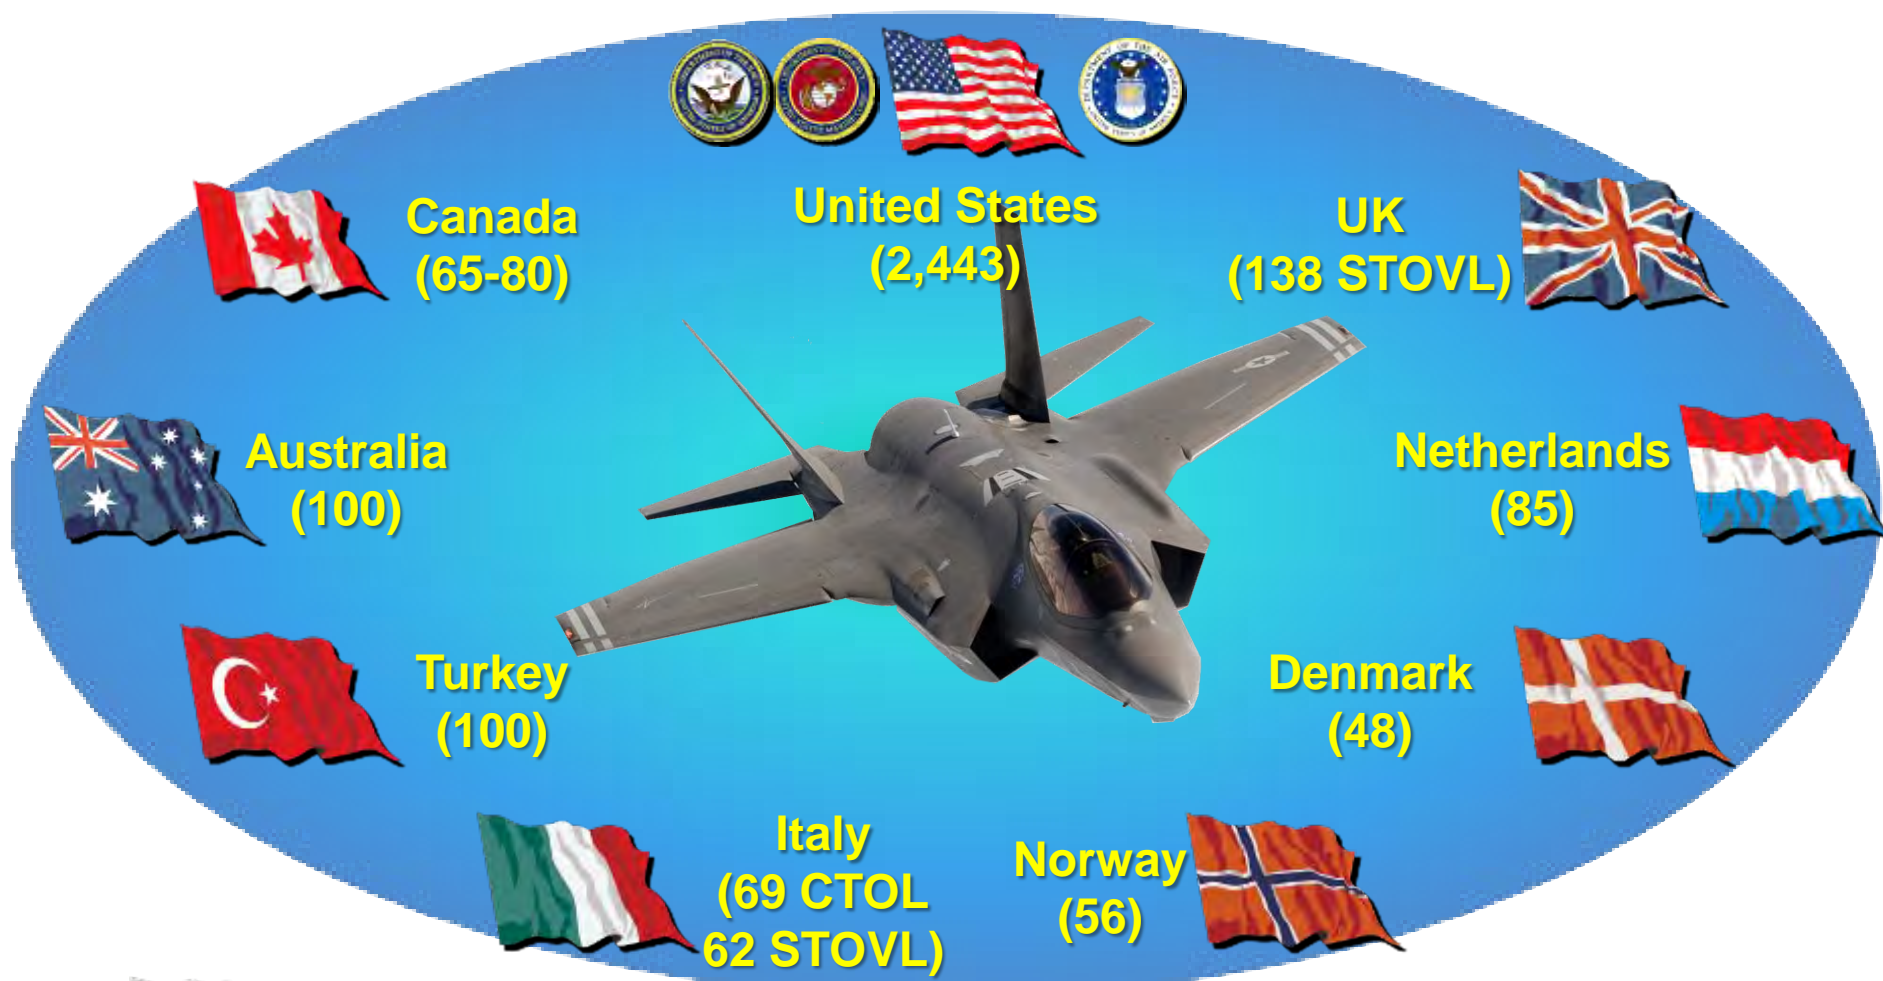 United States
(2,443)
Canada
(65-80)
UK
(138 STOVL)
Australia
(100)
Netherlands
(85)
Turkey
(100)
Denmark
(48)
Italy
(69 CTOL
62 STOVL)
Norway
(56)